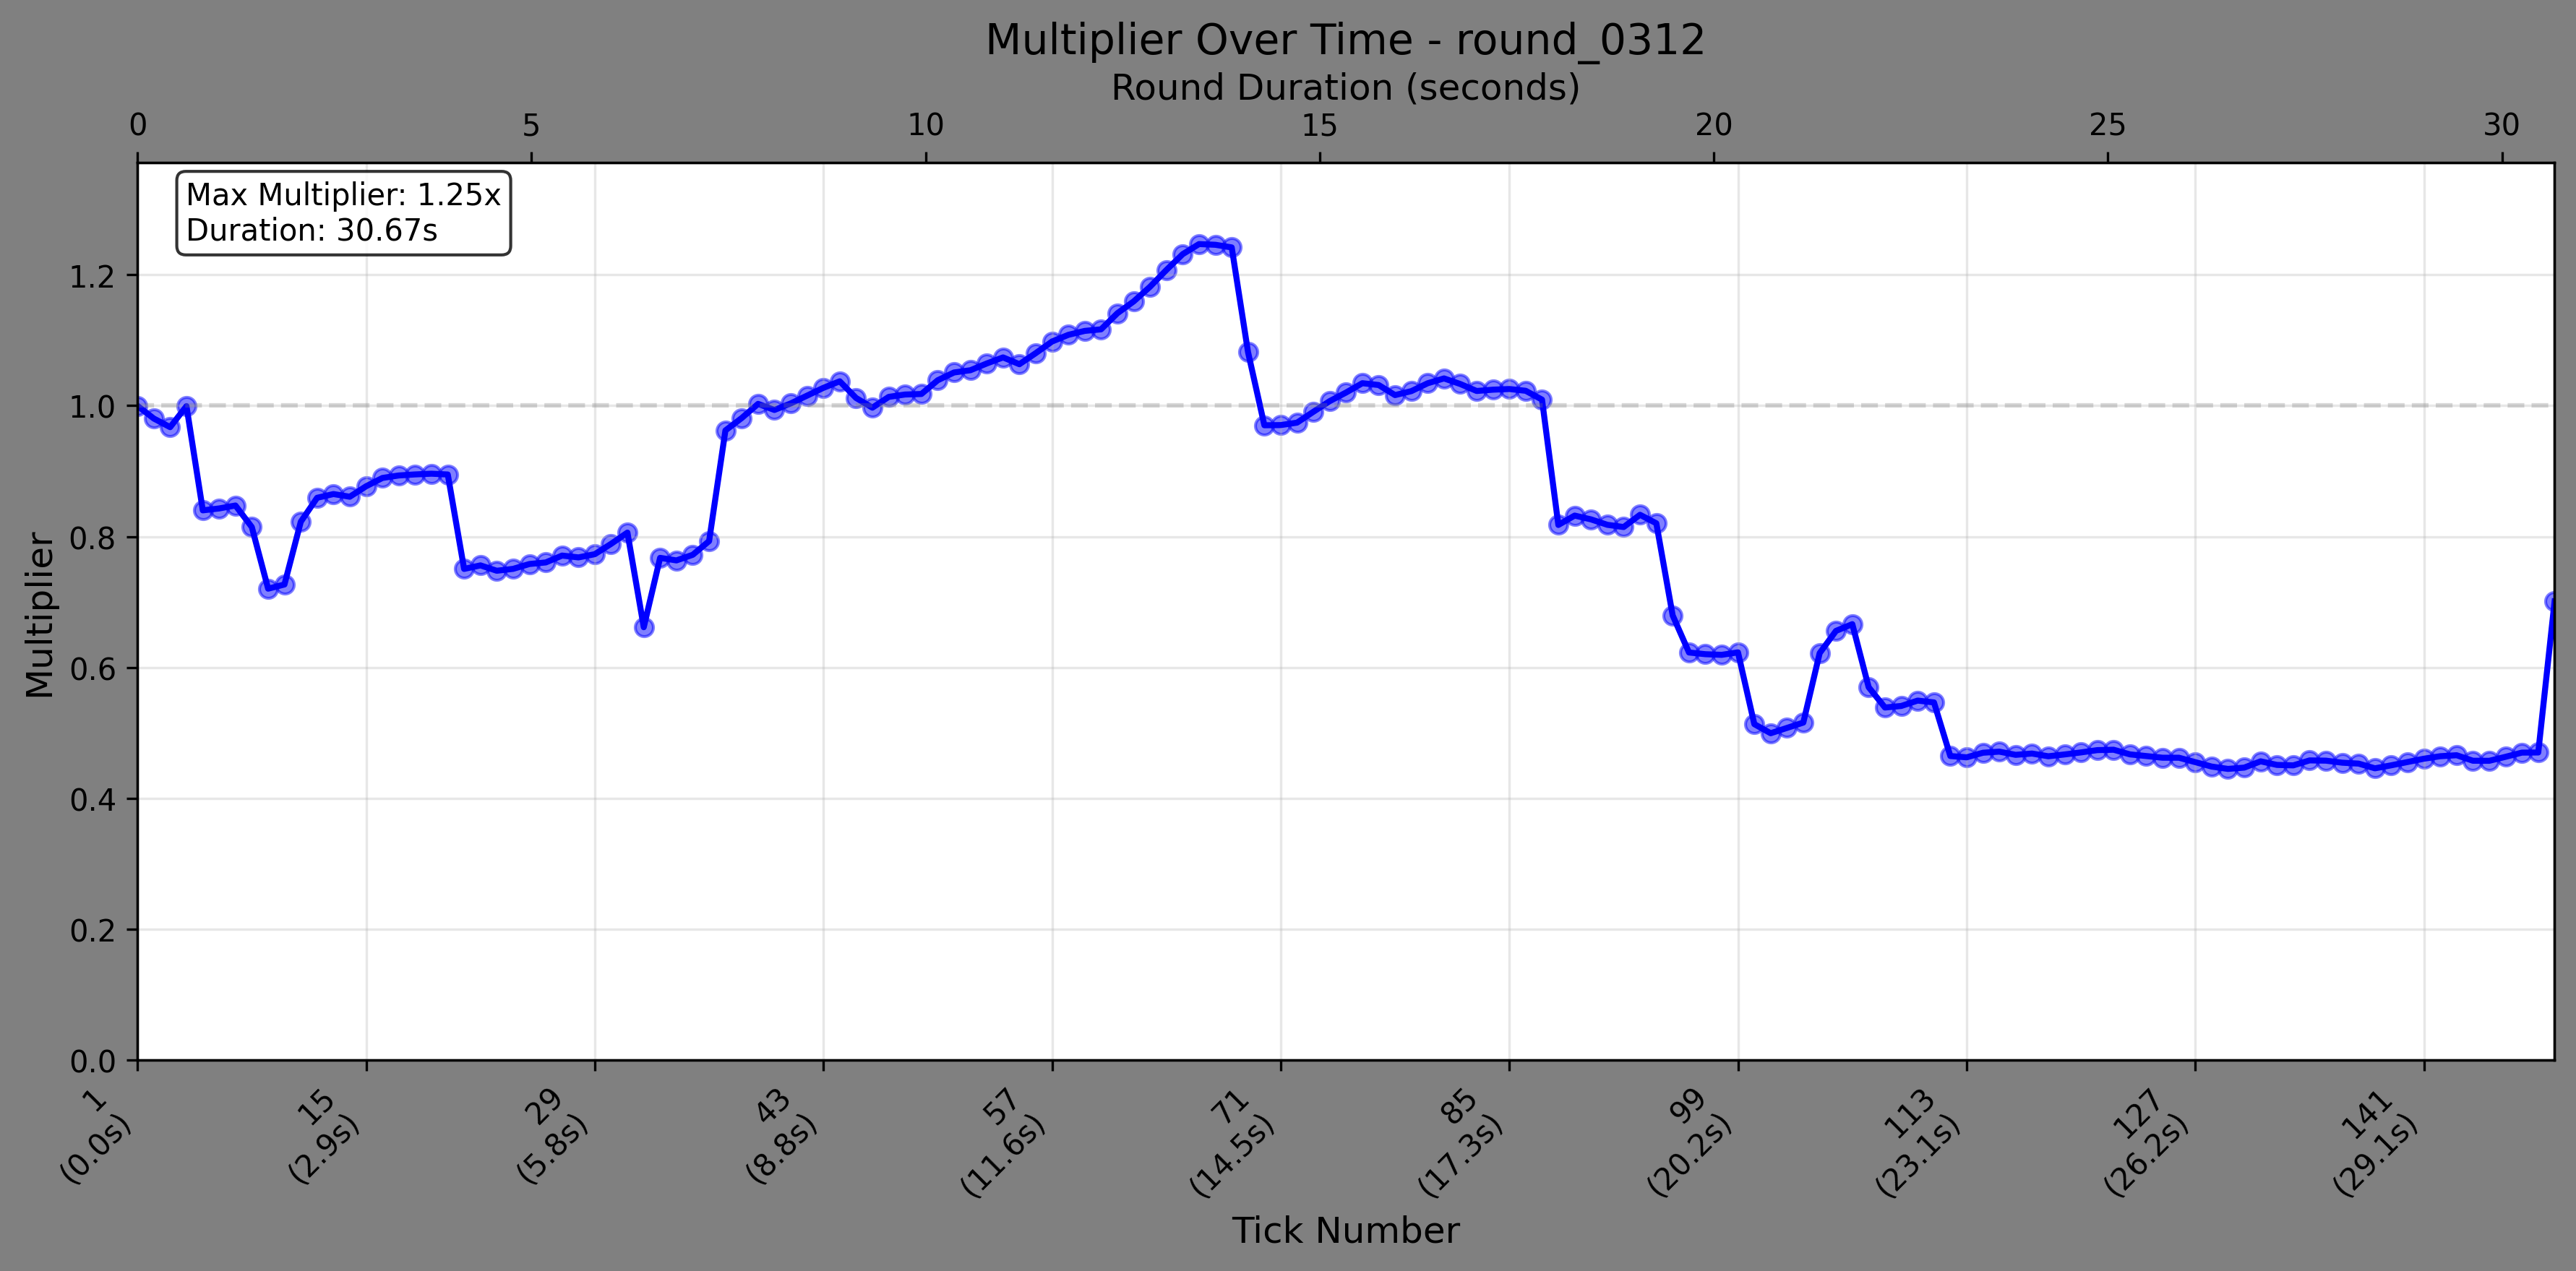 Multiplier Over Time - round_0312
Round Duration (seconds)
0 5 10 15 20 25 30
Max Multiplier: 1.25x
Duration: 30.67s
Multiplier
1.2
1.0
0.8
0.6
0.4
0.2
0.0
1
(0.0s)
15
(2.9s)
29
(5.8s)
43
(8.8s)
57
(11.6s)
71
(14.5s)
85
(17.3s)
99
(20.2s)
113
(23.1s)
127
(26.2s)
141
(29.1s)
Tick Number